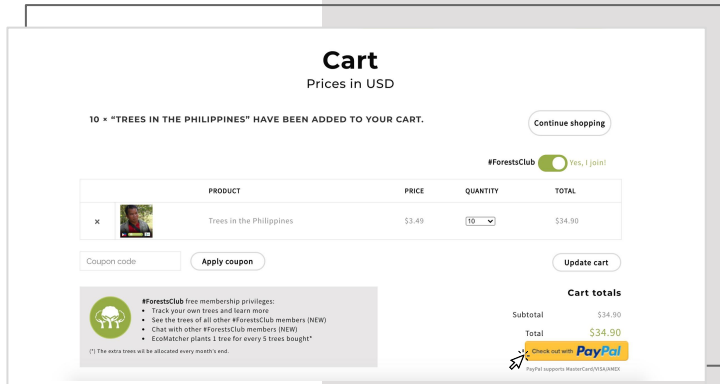 Cart
Prices in USD
10 × “TREES IN THE PHILIPPINES” HAVE BEEN ADDED TO YOUR CART.
Continue shopping
#ForestsClub Yes, I join!
PRODUCT PRICE QUANTITY TOTAL
× Trees in the Philippines $3.49 10 $34.90
Coupon code Apply coupon Update cart
Cart totals
#ForestsClub free membership privileges:
• Track your own trees and learn more
• See the trees of all other #ForestsClub members (NEW)
• Chat with other #ForestsClub members (NEW)
• EcoMatcher plants 1 tree for every 5 trees bought*
(*) The extra trees will be allocated every month's end.
Subtotal $34.90
Total $34.90
Check out with PayPal
PayPal supports MasterCard/VISA/AMEX